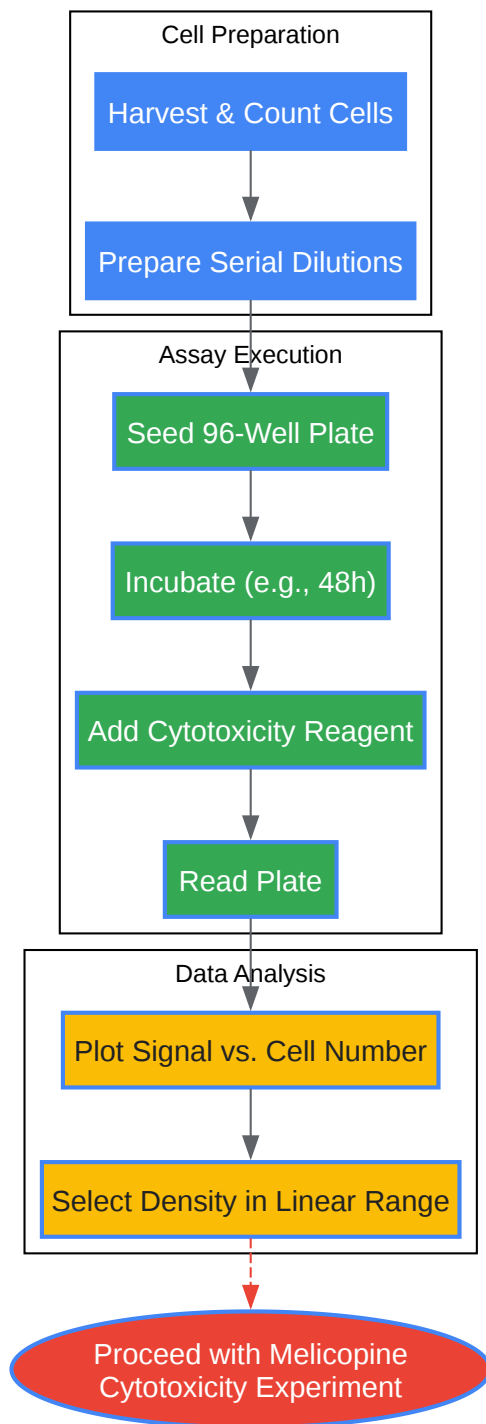 Cell Preparation
Harvest & Count Cells
Prepare Serial Dilutions
Assay Execution
Seed 96-Well Plate
Incubate (e.g., 48h)
Add Cytotoxicity Reagent
Read Plate
Data Analysis
Plot Signal vs. Cell Number
Select Density in Linear Range
Proceed with Melicopine
Cytotoxicity Experiment